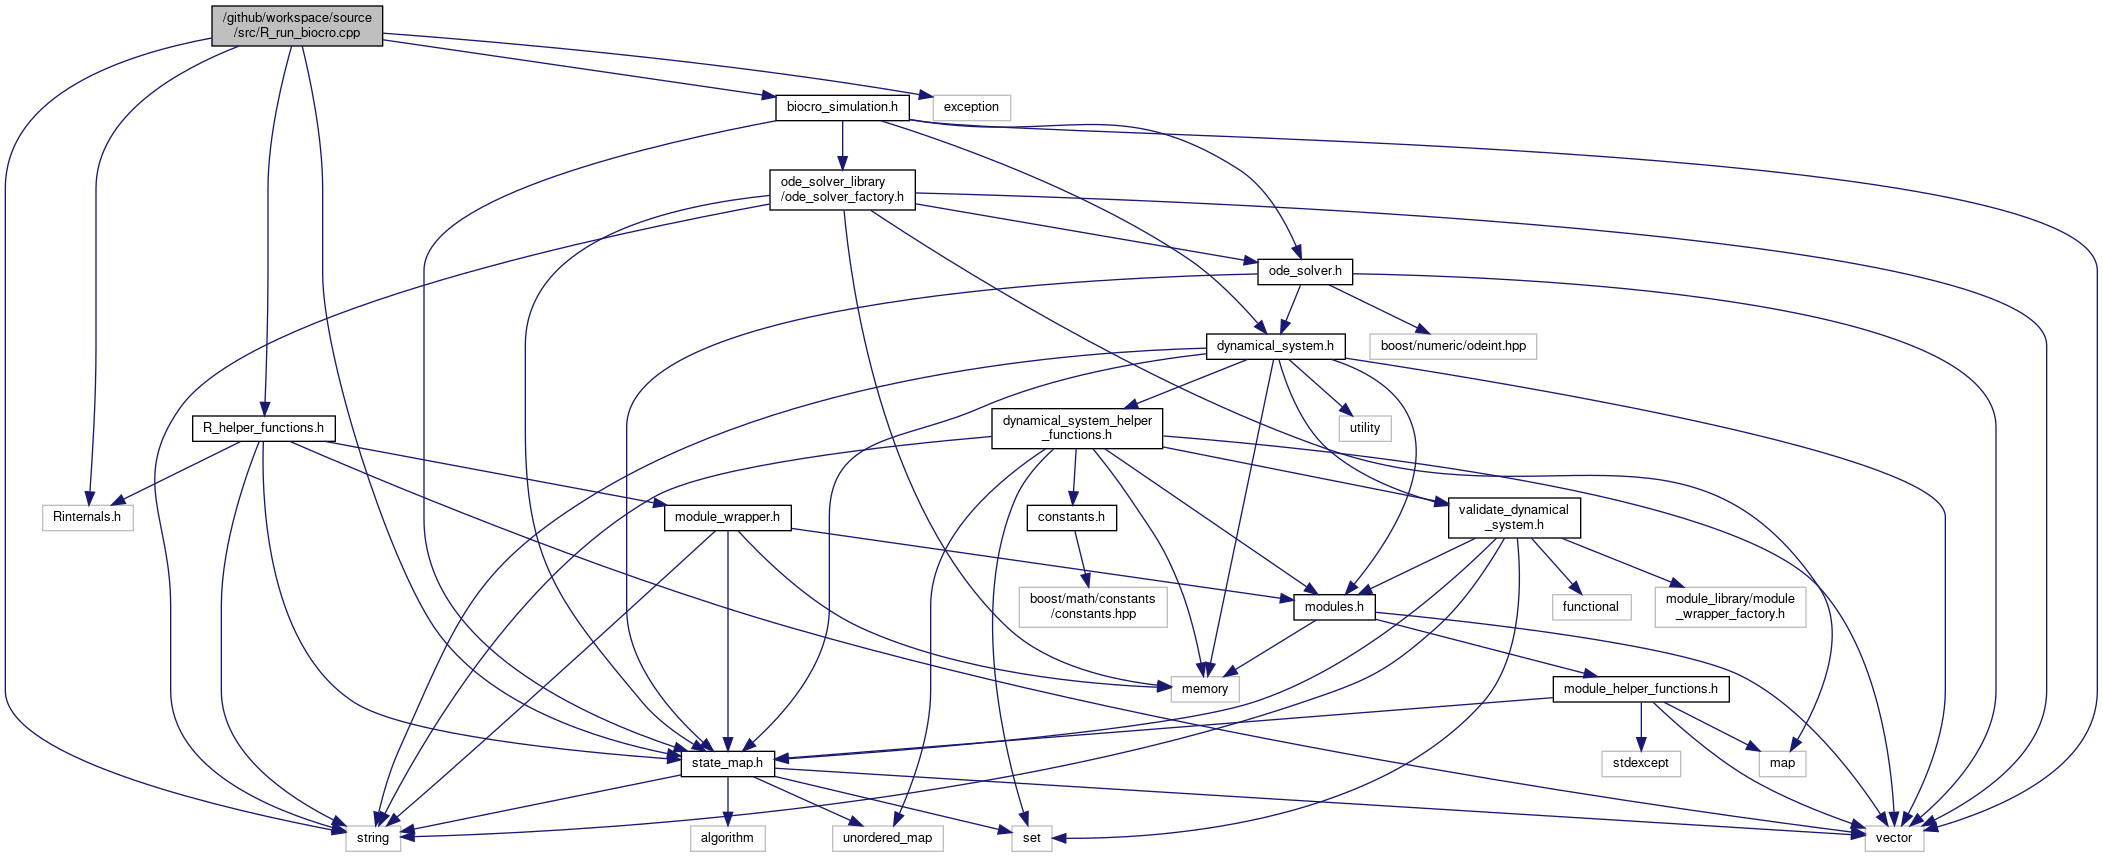 /github/workspace/source
/src/R_run_biocro.cpp
biocro_simulation.h
exception
ode_solver_library
/ode_solver_factory.h
ode_solver.h
dynamical_system.h
boost/numeric/odeint.hpp
R_helper_functions.h
dynamical_system_helper
_functions.h
utility
Rinternals.h
module_wrapper.h
constants.h
validate_dynamical
_system.h
boost/math/constants
/constants.hpp
modules.h
functional
module_library/module
_wrapper_factory.h
memory
module_helper_functions.h
state_map.h
stdexcept
map
string
algorithm
unordered_map
set
vector